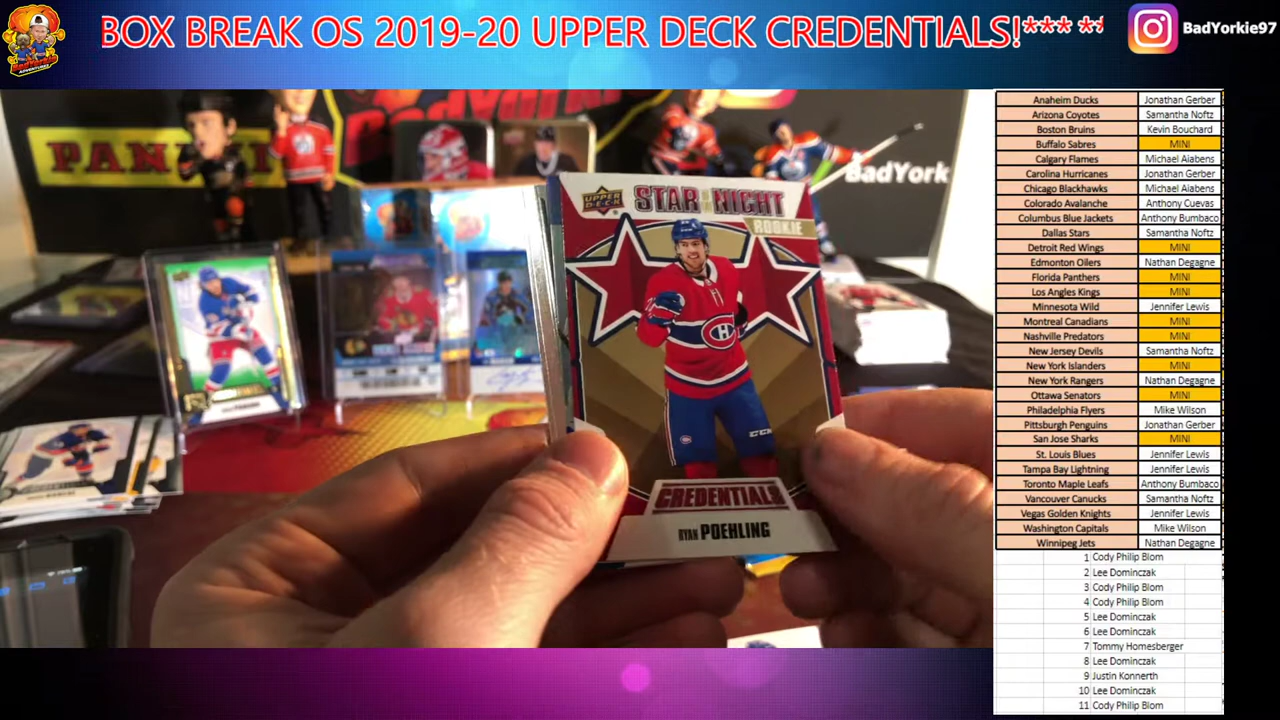 BOX BREAK OS 2019-20 UPPER DECK CREDENTIALS!*** **
BadYorkie97
PANINI
BadYork
UPPER DECK
STAR OF THE NIGHT
ROOKIE
CREDENTIALS
RYAN POEHLING
CCM
Anaheim Ducks Jonathan Gerber
Arizona Coyotes Samantha Noftz
Boston Bruins Kevin Bouchard
Buffalo Sabres MINI
Calgary Flames Michael Aiabens
Carolina Hurricanes Jonathan Gerber
Chicago Blackhawks Michael Aiabens
Colorado Avalanche Anthony Cuevas
Columbus Blue Jackets Anthony Bumbaco
Dallas Stars Samantha Noftz
Detroit Red Wings MINI
Edmonton Oilers Nathan Degagne
Florida Panthers MINI
Los Angles Kings MINI
Minnesota Wild Jennifer Lewis
Montreal Canadians MINI
Nashville Predators MINI
New Jersey Devils Samantha Noftz
New York Islanders MINI
New York Rangers Nathan Degagne
Ottawa Senators MINI
Philadelphia Flyers Mike Wilson
Pittsburgh Penguins Jonathan Gerber
San Jose Sharks MINI
St. Louis Blues Jennifer Lewis
Tampa Bay Lightning Jennifer Lewis
Toronto Maple Leafs Anthony Bumbaco
Vancouver Canucks Samantha Noftz
Vegas Golden Knights Jennifer Lewis
Washington Capitals Mike Wilson
Winnipeg Jets Nathan Degagne
1 Cody Philip Blom
2 Lee Dominczak
3 Cody Philip Blom
4 Cody Philip Blom
5 Lee Dominczak
6 Lee Dominczak
7 Tommy Homesberger
8 Lee Dominczak
9 Justin Konnerth
10 Lee Dominczak
11 Cody Philip Blom